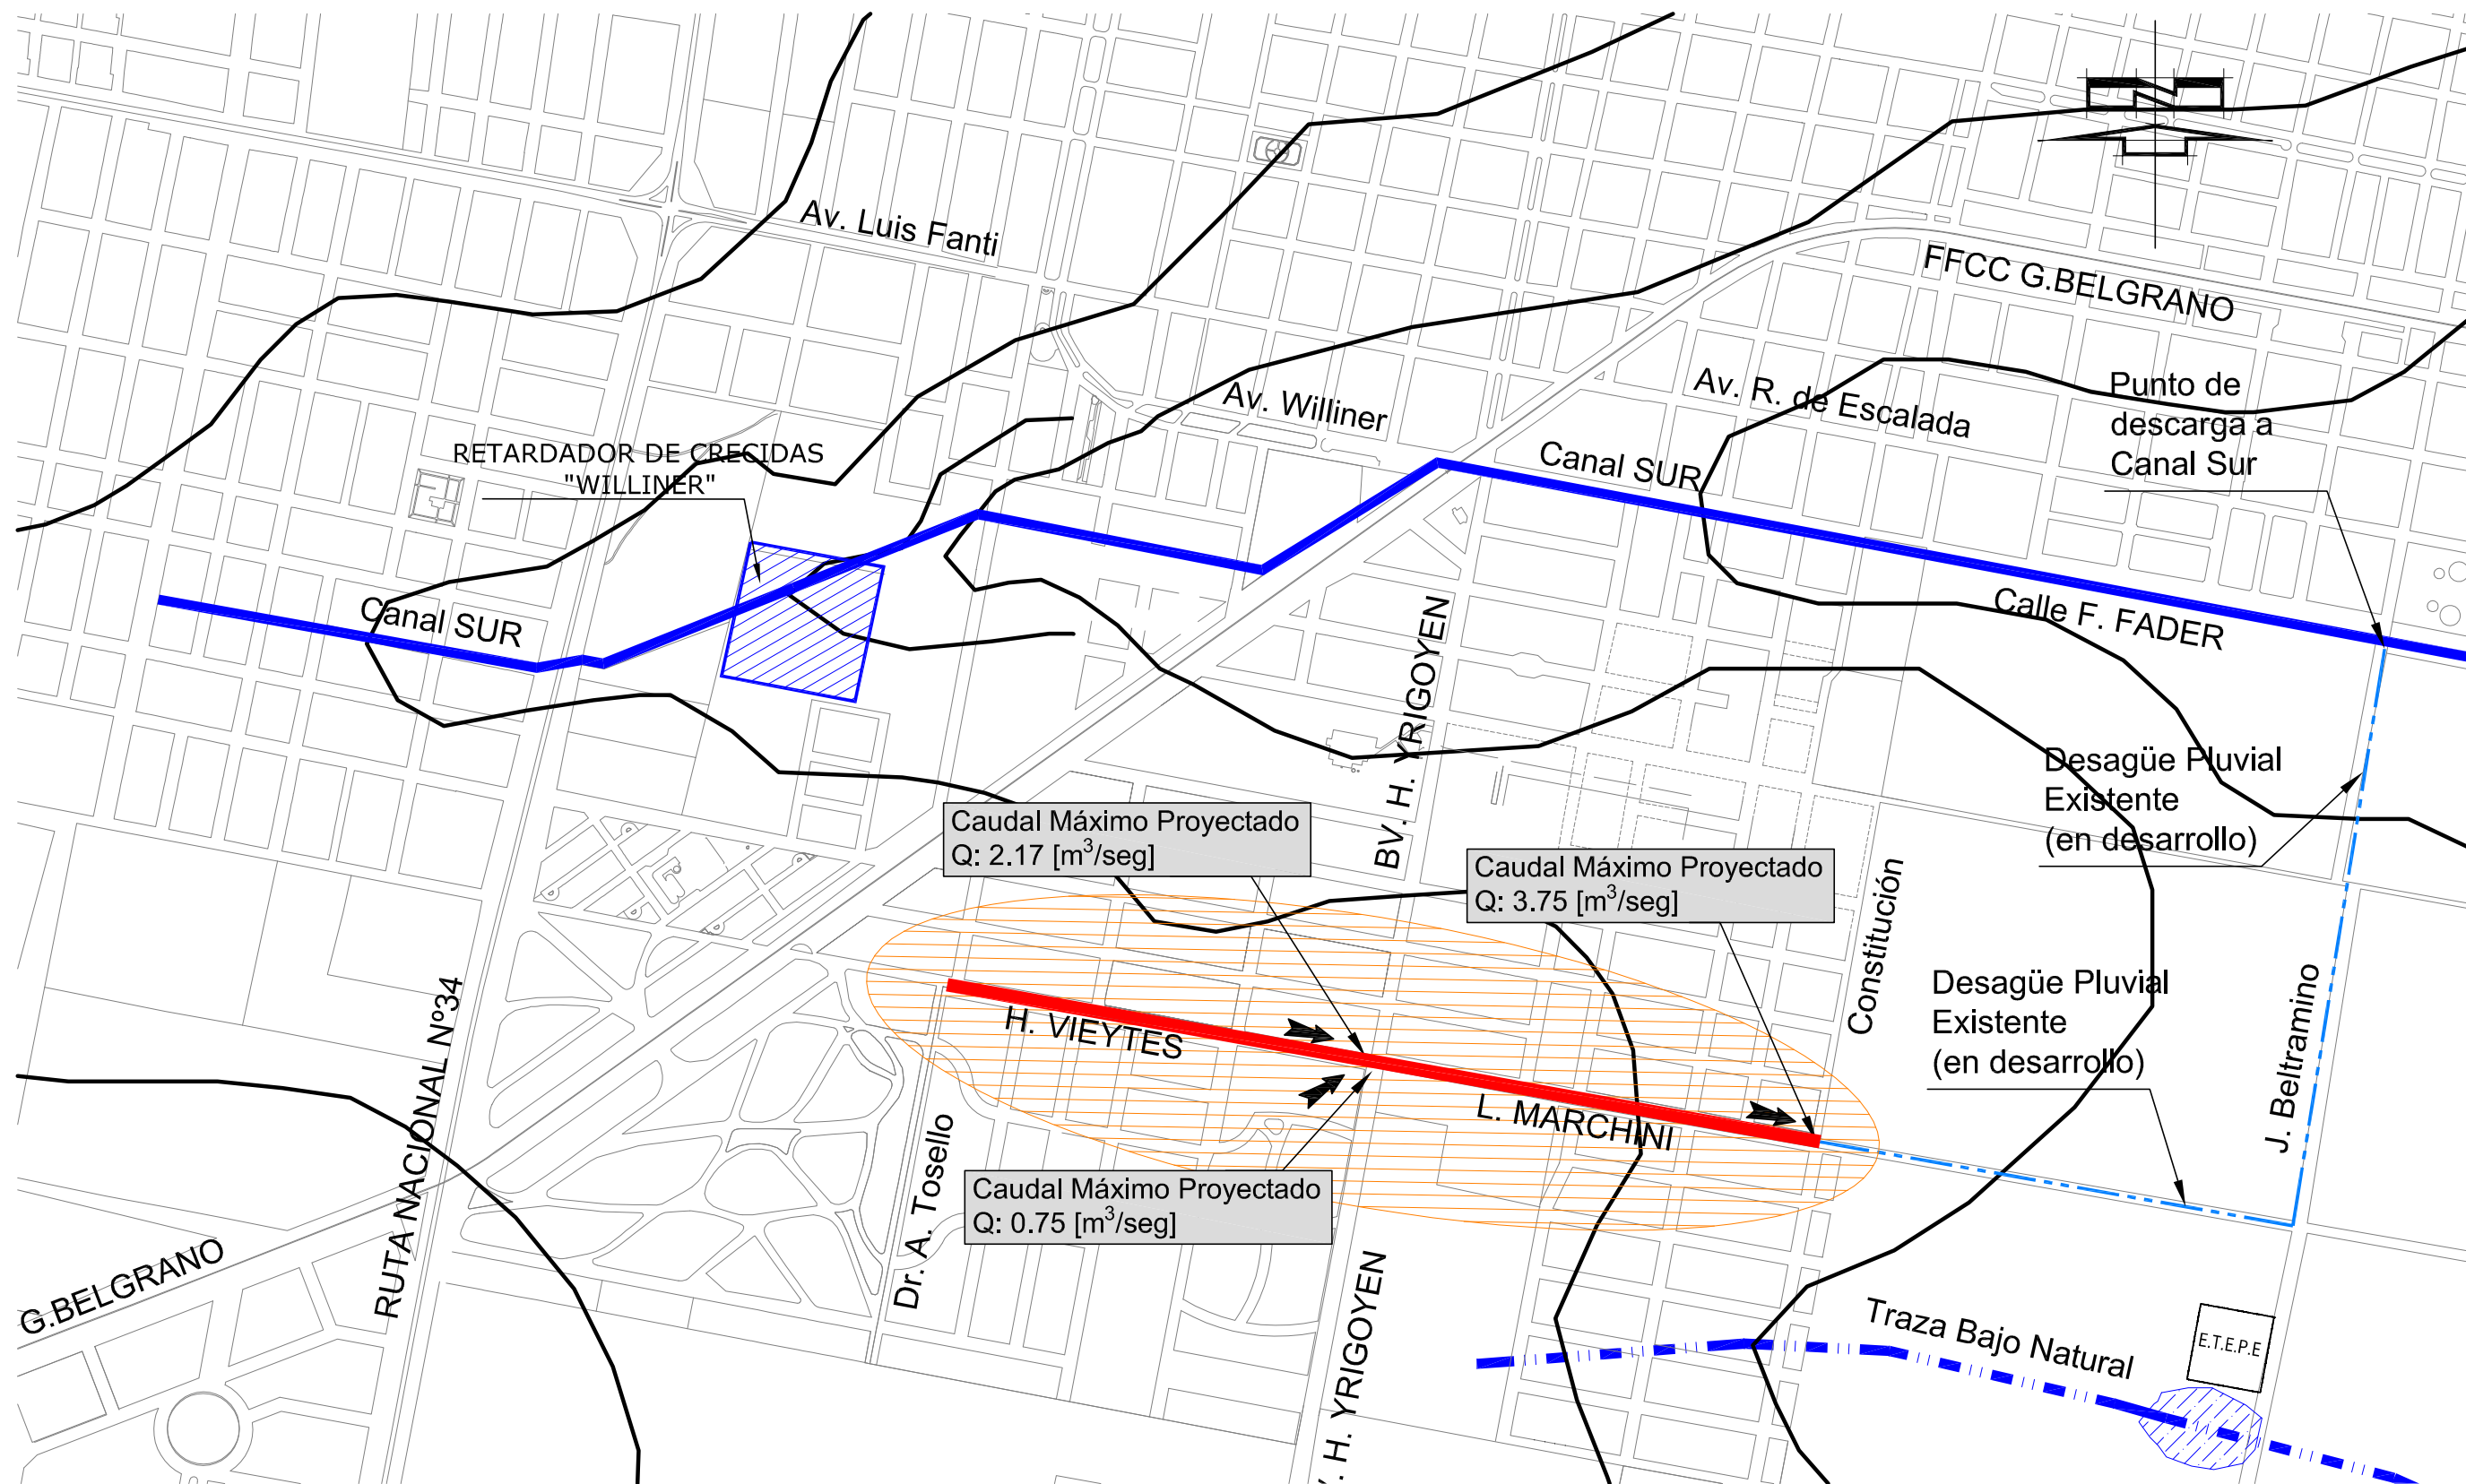 Av. Luis Fanti
FFCC G.BELGRANO
Av. Williner
Av. R. de Escalada
Punto de
descarga a
Canal Sur
RETARDADOR DE CRECIDAS
"WILLINER"
Canal SUR
Canal SUR
Calle F. FADER
BV. H. YRIGOYEN
Desagüe Pluvial
Existente
(en desarrollo)
Caudal Máximo Proyectado
Q: 2.17 [m³/seg]
Caudal Máximo Proyectado
Q: 3.75 [m³/seg]
Constitución
Desagüe Pluvial
Existente
(en desarrollo)
J. Beltramino
H. VIEYTES
L. MARCHINI
RUTA NACIONAL Nº34
Dr. A. Tosello
Caudal Máximo Proyectado
Q: 0.75 [m³/seg]
G.BELGRANO
. H. YRIGOYEN
Traza Bajo Natural
E.T.E.P.E